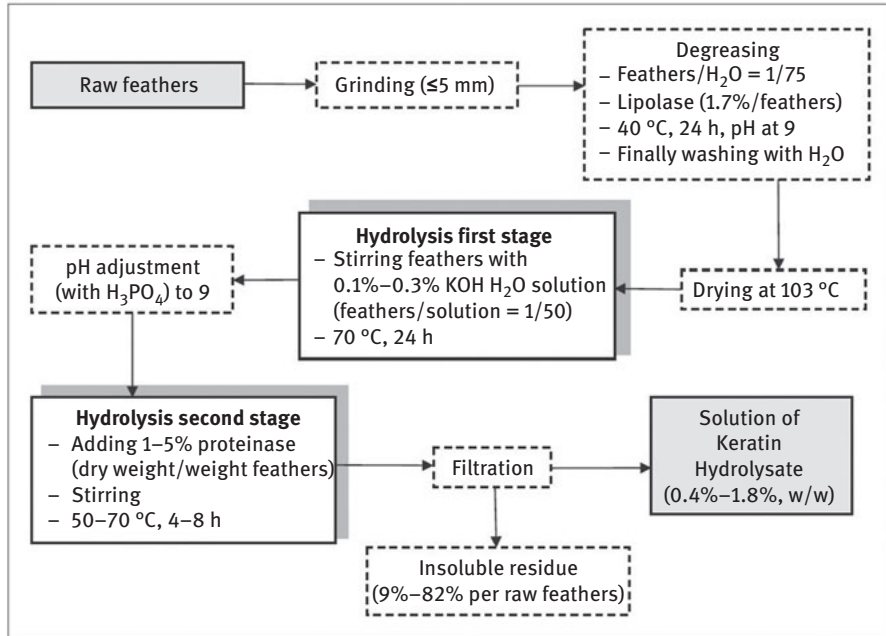 Raw feathers
Grinding (≤5 mm)
Degreasing
– Feathers/H₂O = 1/75
– Lipolase (1.7%/feathers)
– 40 °C, 24 h, pH at 9
– Finally washing with H₂O
Drying at 103 °C
Hydrolysis first stage
– Stirring feathers with
0.1%–0.3% KOH H₂O solution
(feathers/solution = 1/50)
– 70 °C, 24 h
pH adjustment
(with H₃PO₄) to 9
Hydrolysis second stage
– Adding 1–5% proteinase
(dry weight/weight feathers)
– Stirring
– 50–70 °C, 4–8 h
Filtration
Solution of
Keratin
Hydrolysate
(0.4%–1.8%, w/w)
Insoluble residue
(9%–82% per raw feathers)